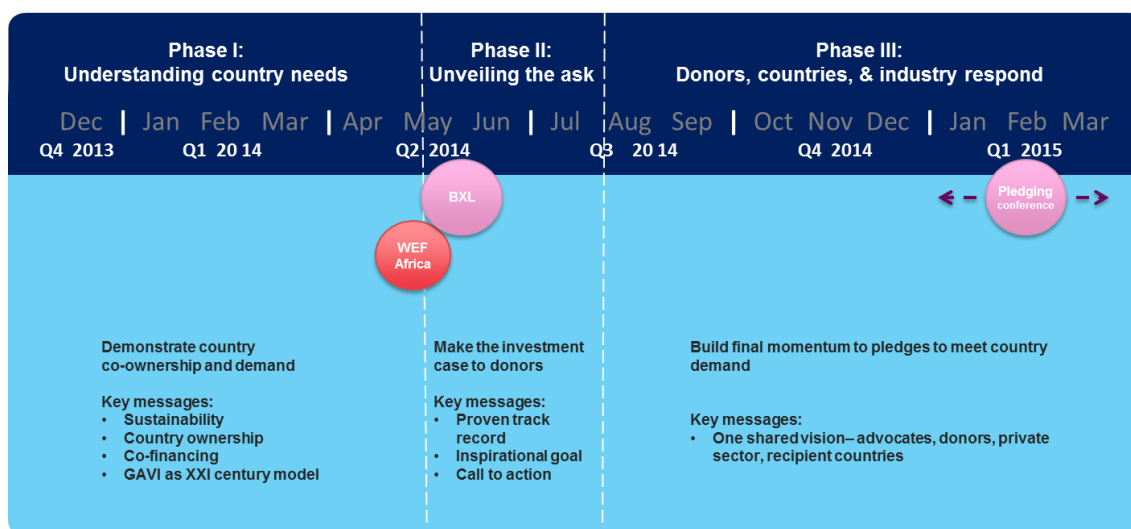 Phase I:
Understanding country needs
Phase II:
Unveiling the ask
Phase III:
Donors, countries, & industry respond
Dec | Jan Feb Mar | Apr May Jun | Jul Aug Sep | Oct Nov Dec | Jan Feb Mar
Q4 2013 Q1 20 14 Q2 2014 Q3 20 14 Q4 2014 Q1 2015
BXL
Pledging
conference
WEF
Africa
Demonstrate country
co-ownership and demand
Key messages:
• Sustainability
• Country ownership
• Co-financing
• GAVI as XXI century model
Make the investment
case to donors
Key messages:
• Proven track
record
• Inspirational goal
• Call to action
Build final momentum to pledges to meet country
demand
Key messages:
• One shared vision– advocates, donors, private
sector, recipient countries